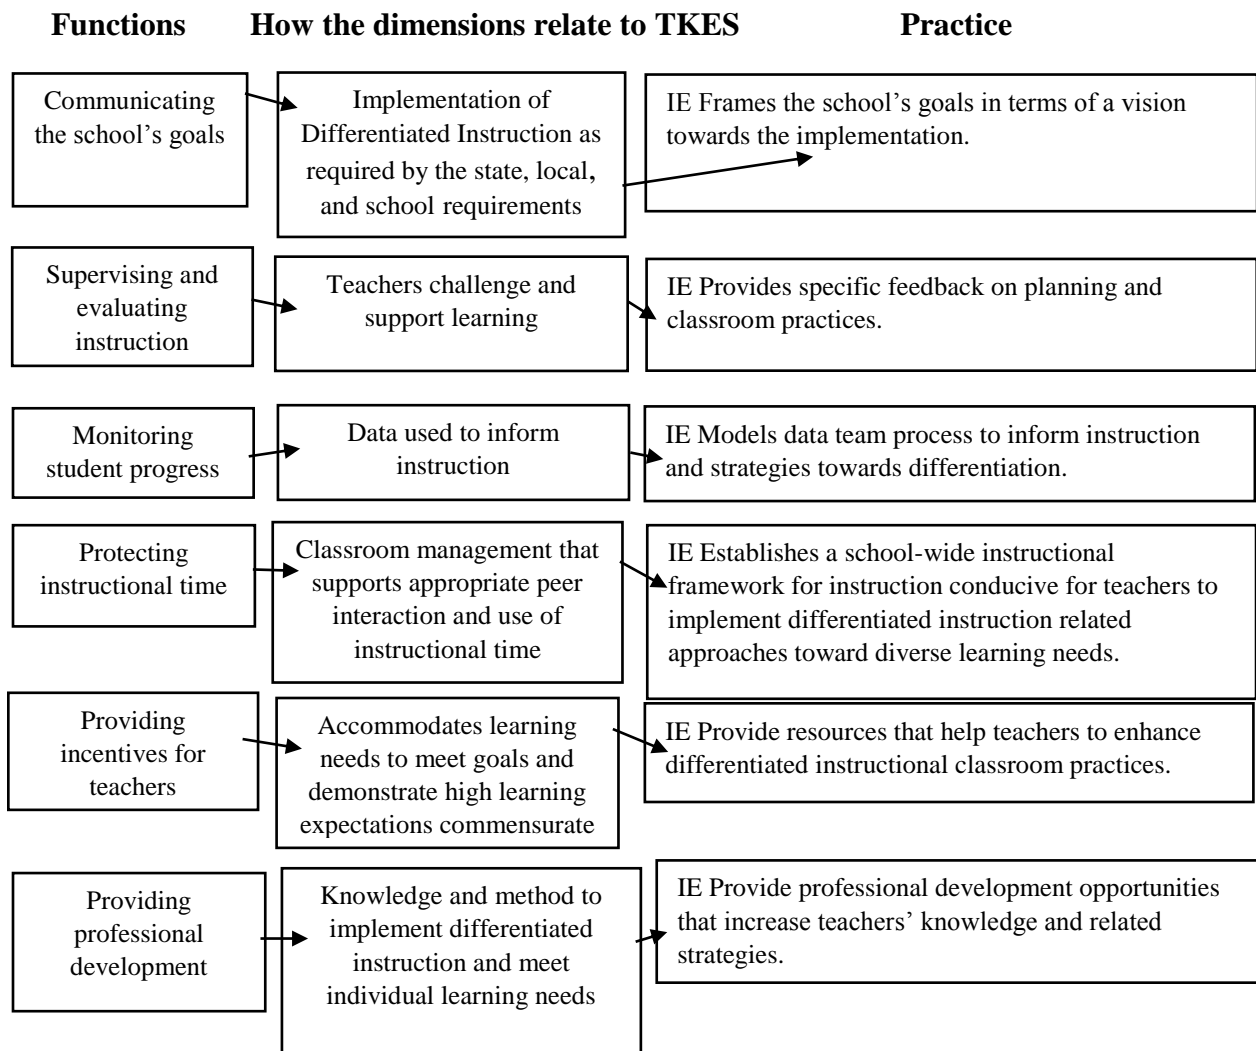 Functions
How the dimensions relate to TKES
Practice
Communicating
the school’s goals
Implementation of
Differentiated Instruction as
required by the state, local,
and school requirements
IE Frames the school’s goals in terms of a vision
towards the implementation.
Supervising and
evaluating
instruction
Teachers challenge and
support learning
IE Provides specific feedback on planning and
classroom practices.
Monitoring
student progress
Data used to inform
instruction
IE Models data team process to inform instruction
and strategies towards differentiation.
Protecting
instructional time
Classroom management that
supports appropriate peer
interaction and use of
instructional time
IE Establishes a school-wide instructional
framework for instruction conducive for teachers to
implement differentiated instruction related
approaches toward diverse learning needs.
Providing
incentives for
teachers
Accommodates learning
needs to meet goals and
demonstrate high learning
expectations commensurate
IE Provide resources that help teachers to enhance
differentiated instructional classroom practices.
Providing
professional
development
Knowledge and method to
implement differentiated
instruction and meet
individual learning needs
IE Provide professional development opportunities
that increase teachers’ knowledge and related
strategies.